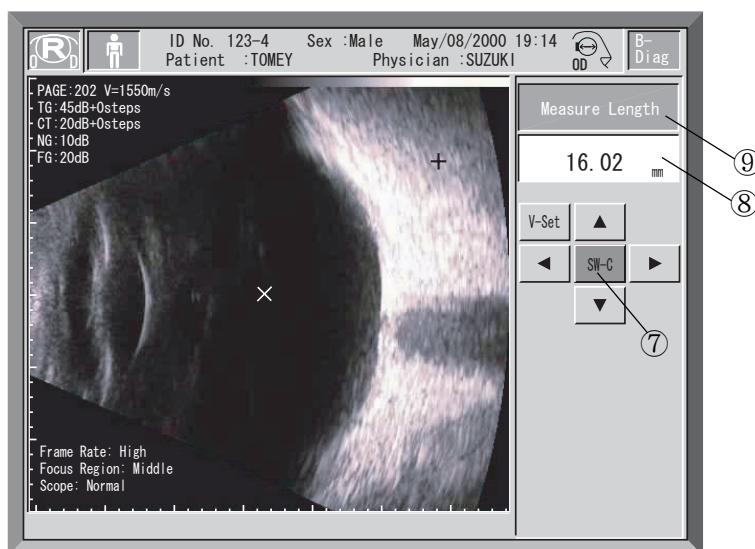 R
O D
ID No. 123-4 Sex :Male May/08/2000 19:14
Patient :TOMEY Physician :SUZUKI
OD
B-
Diag
PAGE:202 V=1550m/s
TG:45dB+0steps
CT:20dB+0steps
NG:10dB
FG:20dB
Measure Length
⑨
16.02 mm
⑧
V-Set ▲
◀ SW-C ▶
▼
⑦
Frame Rate: High
Focus Region: Middle
Scope: Normal